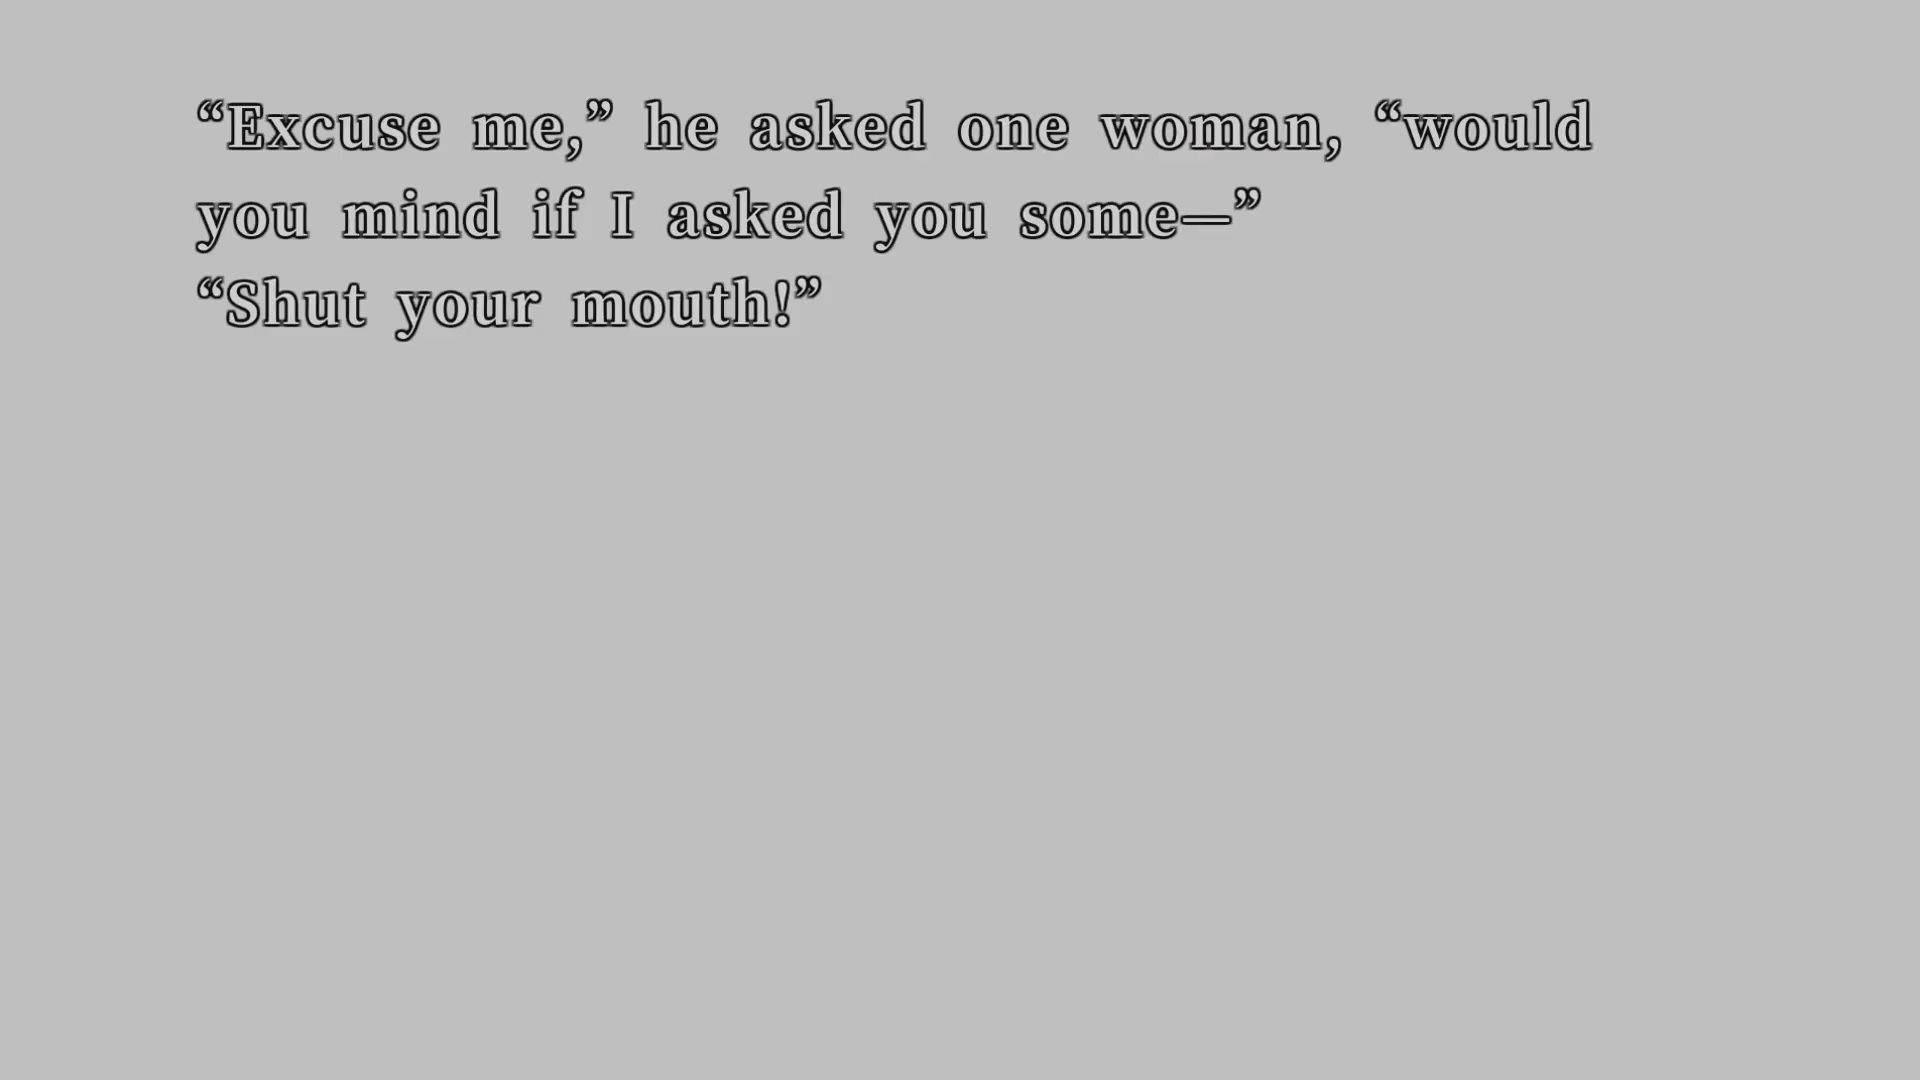 “Excuse me,” he asked one woman, “would
you mind if I asked you some—”
“Shut your mouth!”